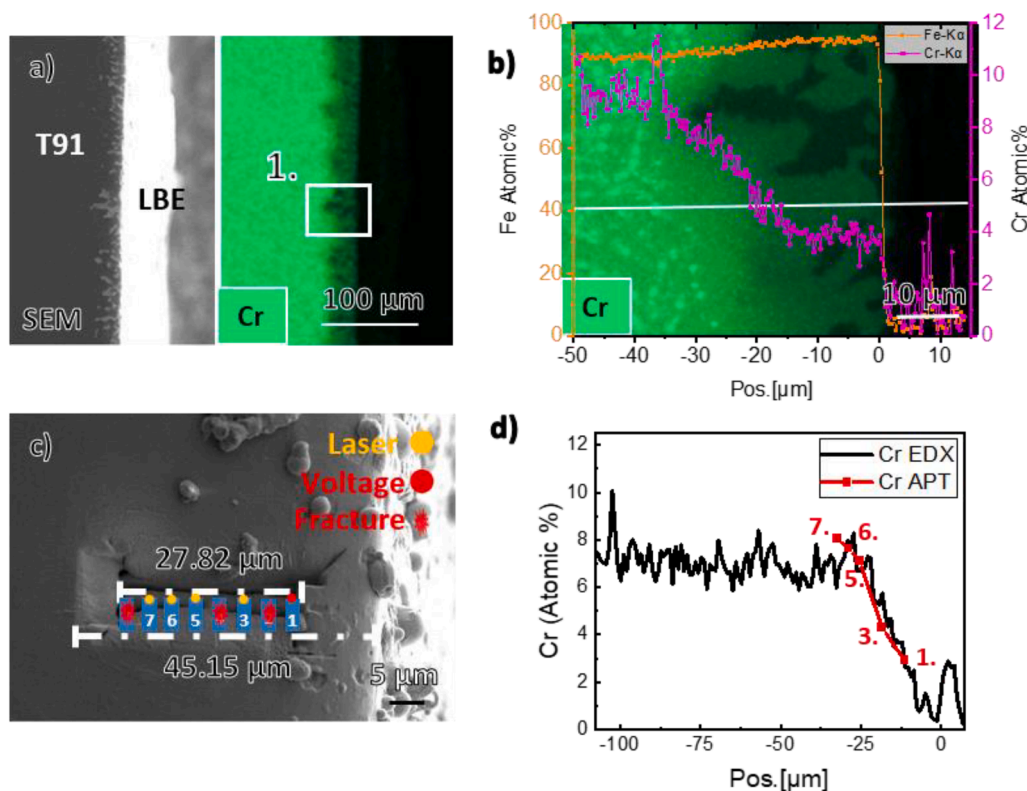 a)
T91
LBE
SEM
1.
Cr
100 µm
b)
100
80
60
40
20
0
Fe Atomic%
Fe-Kα
Cr-Kα
12
10
8
6
4
2
0
Cr Atomic%
Cr
10 µm
-50
-40
-30
-20
-10
0
10
Pos.[µm]
c)
Laser
Voltage
Fracture
27.82 µm
7
6
5
3
1
45.15 µm
5 µm
d)
12
10
8
6
4
2
0
Cr (Atomic %)
Cr EDX
Cr APT
7.
6.
5.
3.
1.
-100
-75
-50
-25
0
Pos.[µm]